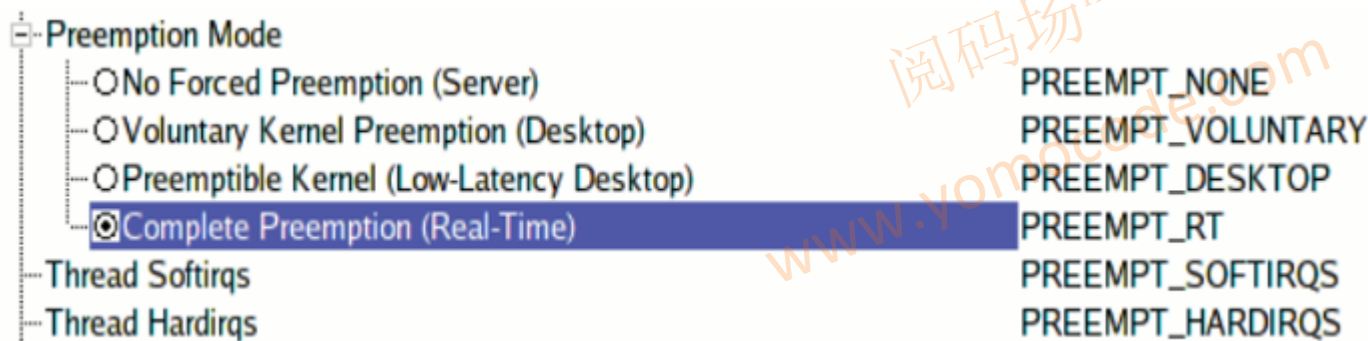 Preemption Mode
No Forced Preemption (Server) PREEMPT_NONE
Voluntary Kernel Preemption (Desktop) PREEMPT_VOLUNTARY
Preemptible Kernel (Low-Latency Desktop) PREEMPT_DESKTOP
Complete Preemption (Real-Time) PREEMPT_RT
Thread Softirqs PREEMPT_SOFTIRQS
Thread Hardirqs PREEMPT_HARDIRQS
阅码场
www.yomocode.com